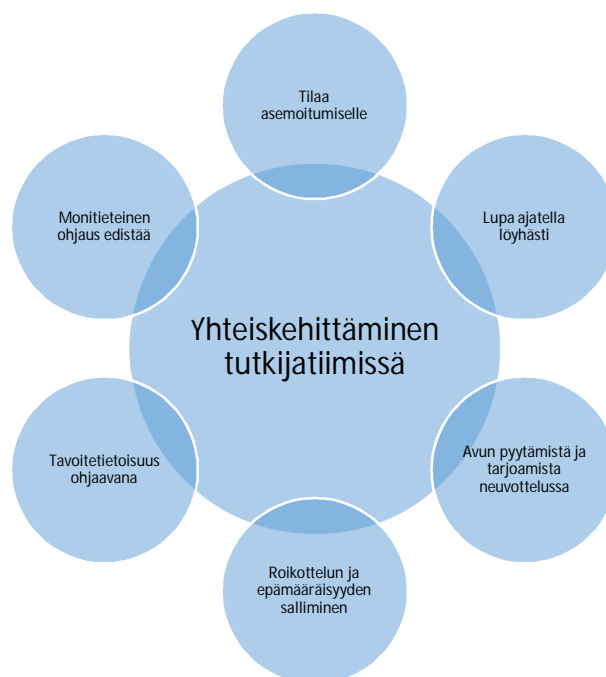 Tilaa
asemoitumiselle
Monitieteinen
ohjaus edistää
Lupa ajatella
löyhästi
Yhteiskehittäminen
tutkijatiimissä
Tavoitetietoisuus
ohjaavana
Avun pyytämistä ja
tarjoamista
neuvottelussa
Roikottelun ja
epämääräisyyden
salliminen